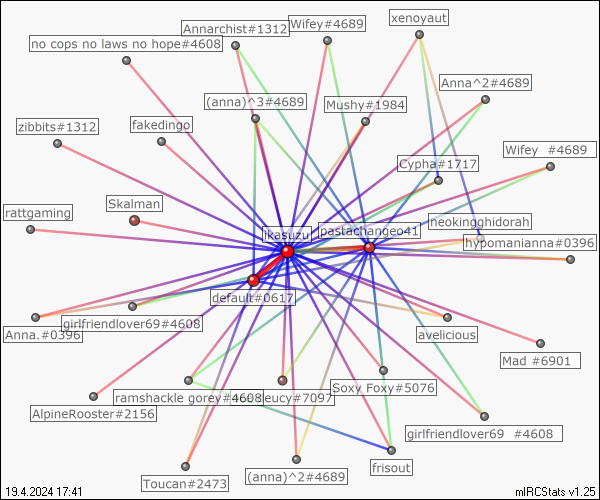 xenoyaut
Annarchist#1312
Wifey#4689
no cops no laws no hope#4608
Anna^2#4689
(anna)^3#4689
Mushy#1984
zibbits#1312
fakedingo
Wifey #4689
Cypha#1717
Skalman
rattgaming
neokingghidorah
jkasuzu
pastachangeo41
hypomanianna#0396
default#0617
girlfriendlover69#4608
Anna.#0396
avelicious
Mad #6901
Soxy Foxy#5076
ramshackle gorey#4608
eucy#7097
AlpineRooster#2156
girlfriendlover69 #4608
frisout
(anna)^2#4689
Toucan#2473
19.4.2024 17:41
mIRCStats v1.25